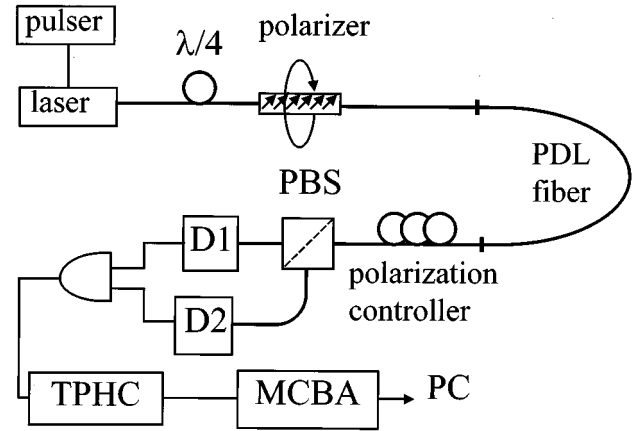 pulser
λ/4
polarizer
laser
PDL
fiber
PBS
D1
polarization
controller
D2
TPHC
MCBA
PC